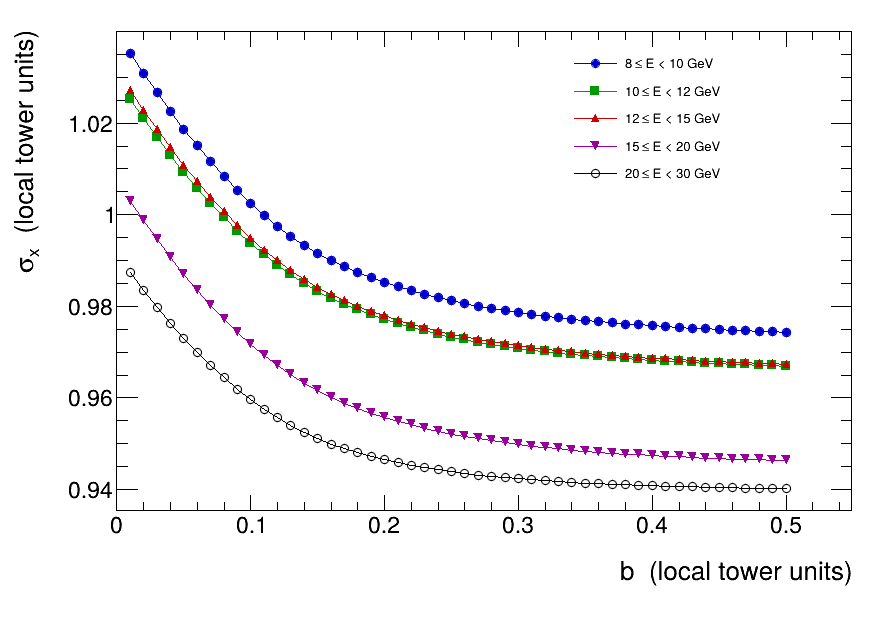 σx (local tower units)
8 ≤ E < 10 GeV
10 ≤ E < 12 GeV
12 ≤ E < 15 GeV
15 ≤ E < 20 GeV
20 ≤ E < 30 GeV
1.02
1
0.98
0.96
0.94
0 0.1 0.2 0.3 0.4 0.5
b (local tower units)